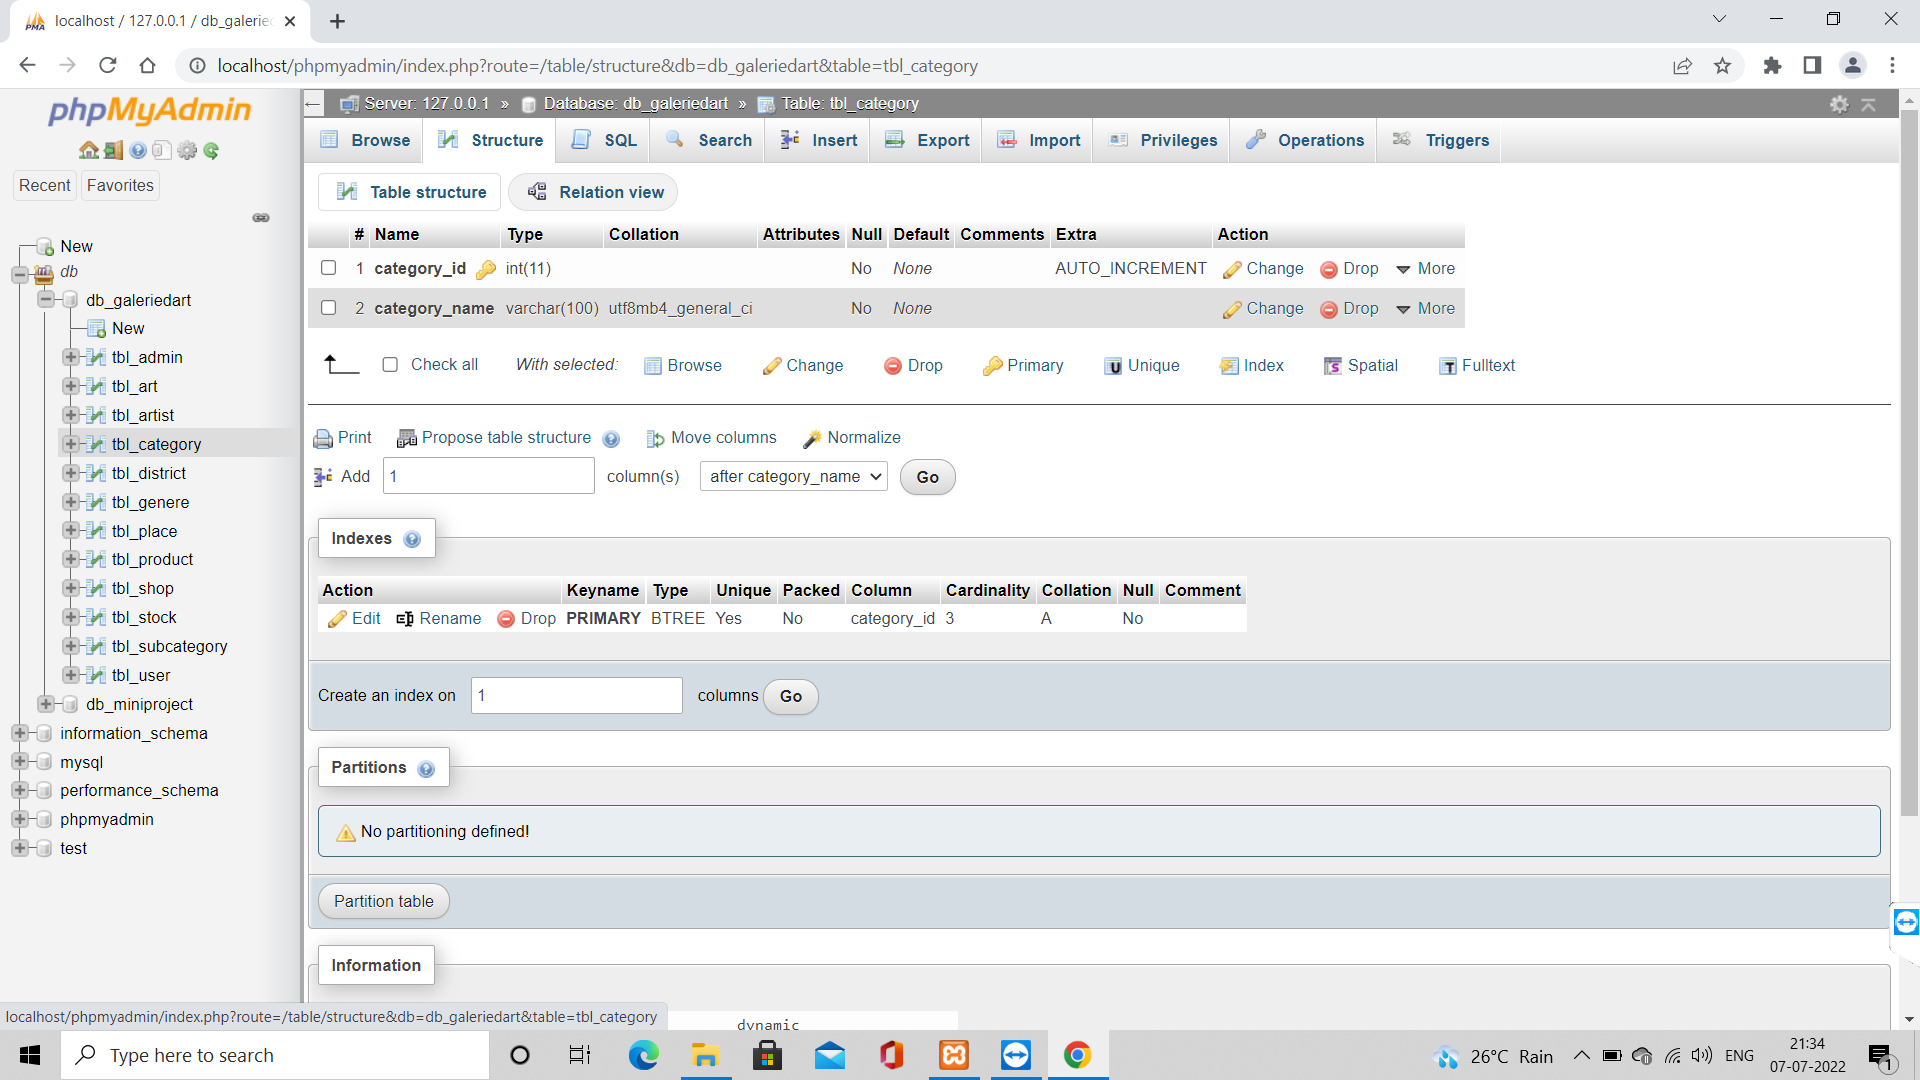 localhost / 127.0.0.1 / db_galerie
localhost/phpmyadmin/index.php?route=/table/structure&db=db_galeriedart&table=tbl_category
phpMyAdmin
Recent Favorites
New
db
db_galeriedart
New
tbl_admin
tbl_art
tbl_artist
tbl_category
tbl_district
tbl_genere
tbl_place
tbl_product
tbl_shop
tbl_stock
tbl_subcategory
tbl_user
db_miniproject
information_schema
mysql
performance_schema
phpmyadmin
test
Server: 127.0.0.1 » Database: db_galeriedart » Table: tbl_category
Browse Structure SQL Search Insert Export Import Privileges Operations Triggers
Table structure Relation view
# Name Type Collation Attributes Null Default Comments Extra Action
1 category_id int(11) No None AUTO_INCREMENT Change Drop More
2 category_name varchar(100) utf8mb4_general_ci No None Change Drop More
Check all With selected: Browse Change Drop Primary Unique Index Spatial Fulltext
Print Propose table structure Move columns Normalize
Add 1 column(s) after category_name Go
Indexes
Action Keyname Type Unique Packed Column Cardinality Collation Null Comment
Edit Rename Drop PRIMARY BTREE Yes No category_id 3 A No
Create an index on 1 columns Go
Partitions
No partitioning defined!
Partition table
Information
dynamic
localhost/phpmyadmin/index.php?route=/table/structure&db=db_galeriedart&table=tbl_category
Type here to search
26°C Rain
ENG
21:34
07-07-2022
1